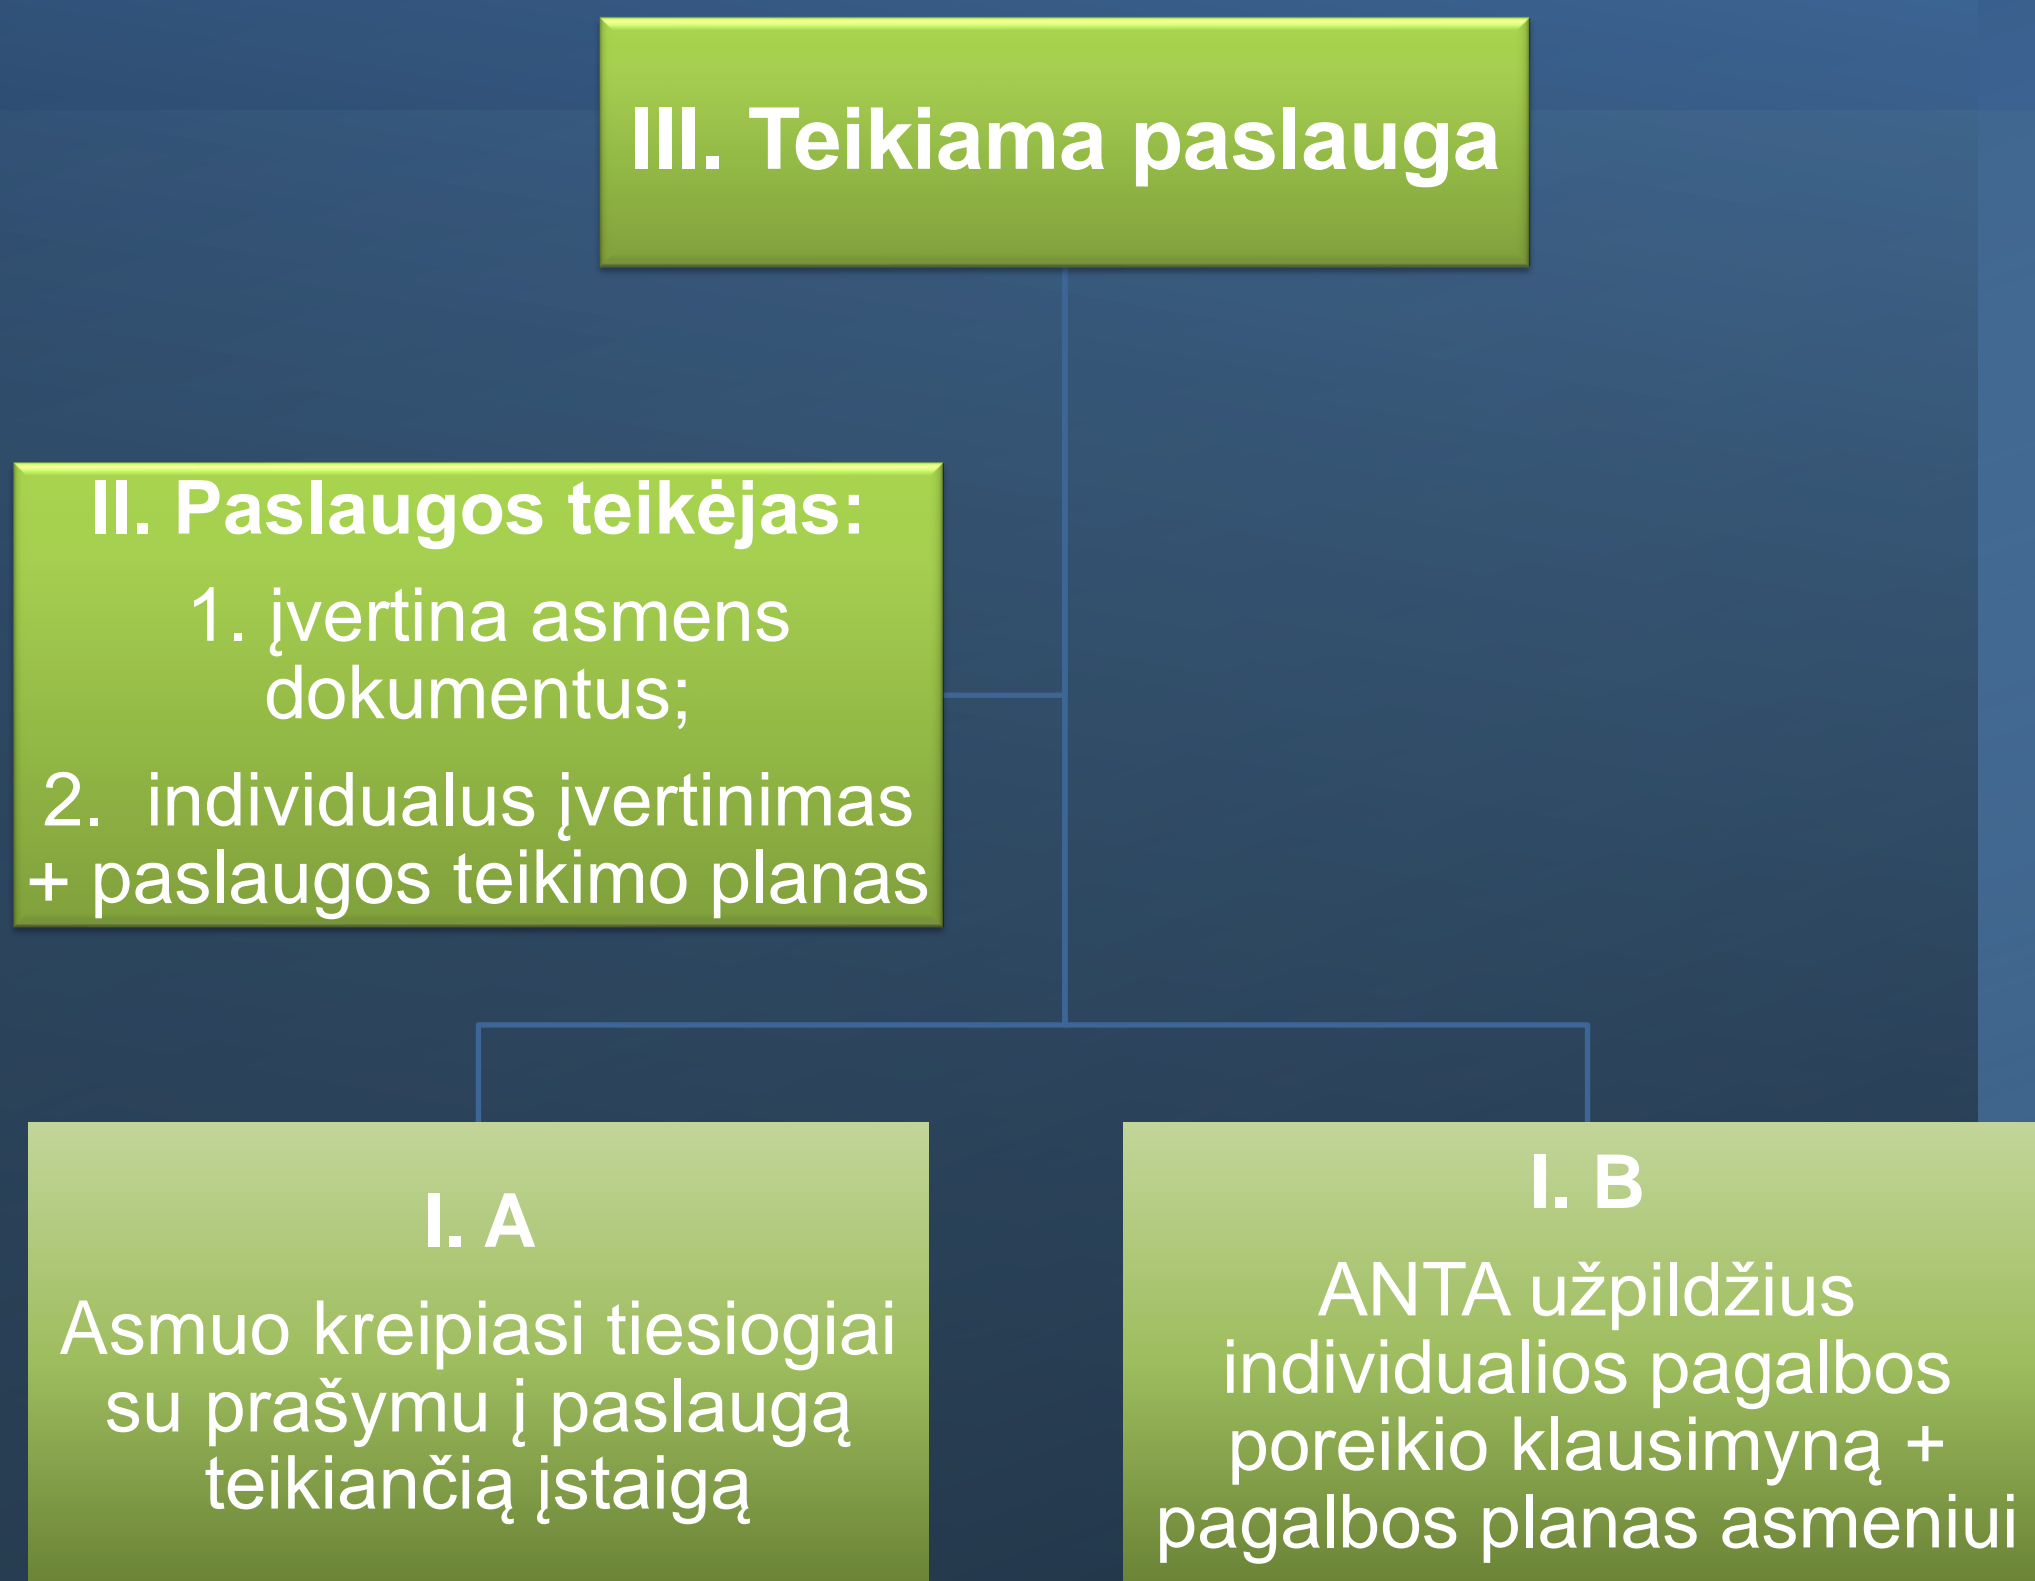 III. Teikiama paslauga
II. Paslaugos teikėjas:
1. įvertina asmens
dokumentus;
2. individualus įvertinimas
+ paslaugos teikimo planas
I. A
Asmuo kreipiasi tiesiogiai
su prašymu į paslaugą
teikiančią įstaigą
I. B
ANTA užpildžius
individualios pagalbos
poreikio klausimyną +
pagalbos planas asmeniui